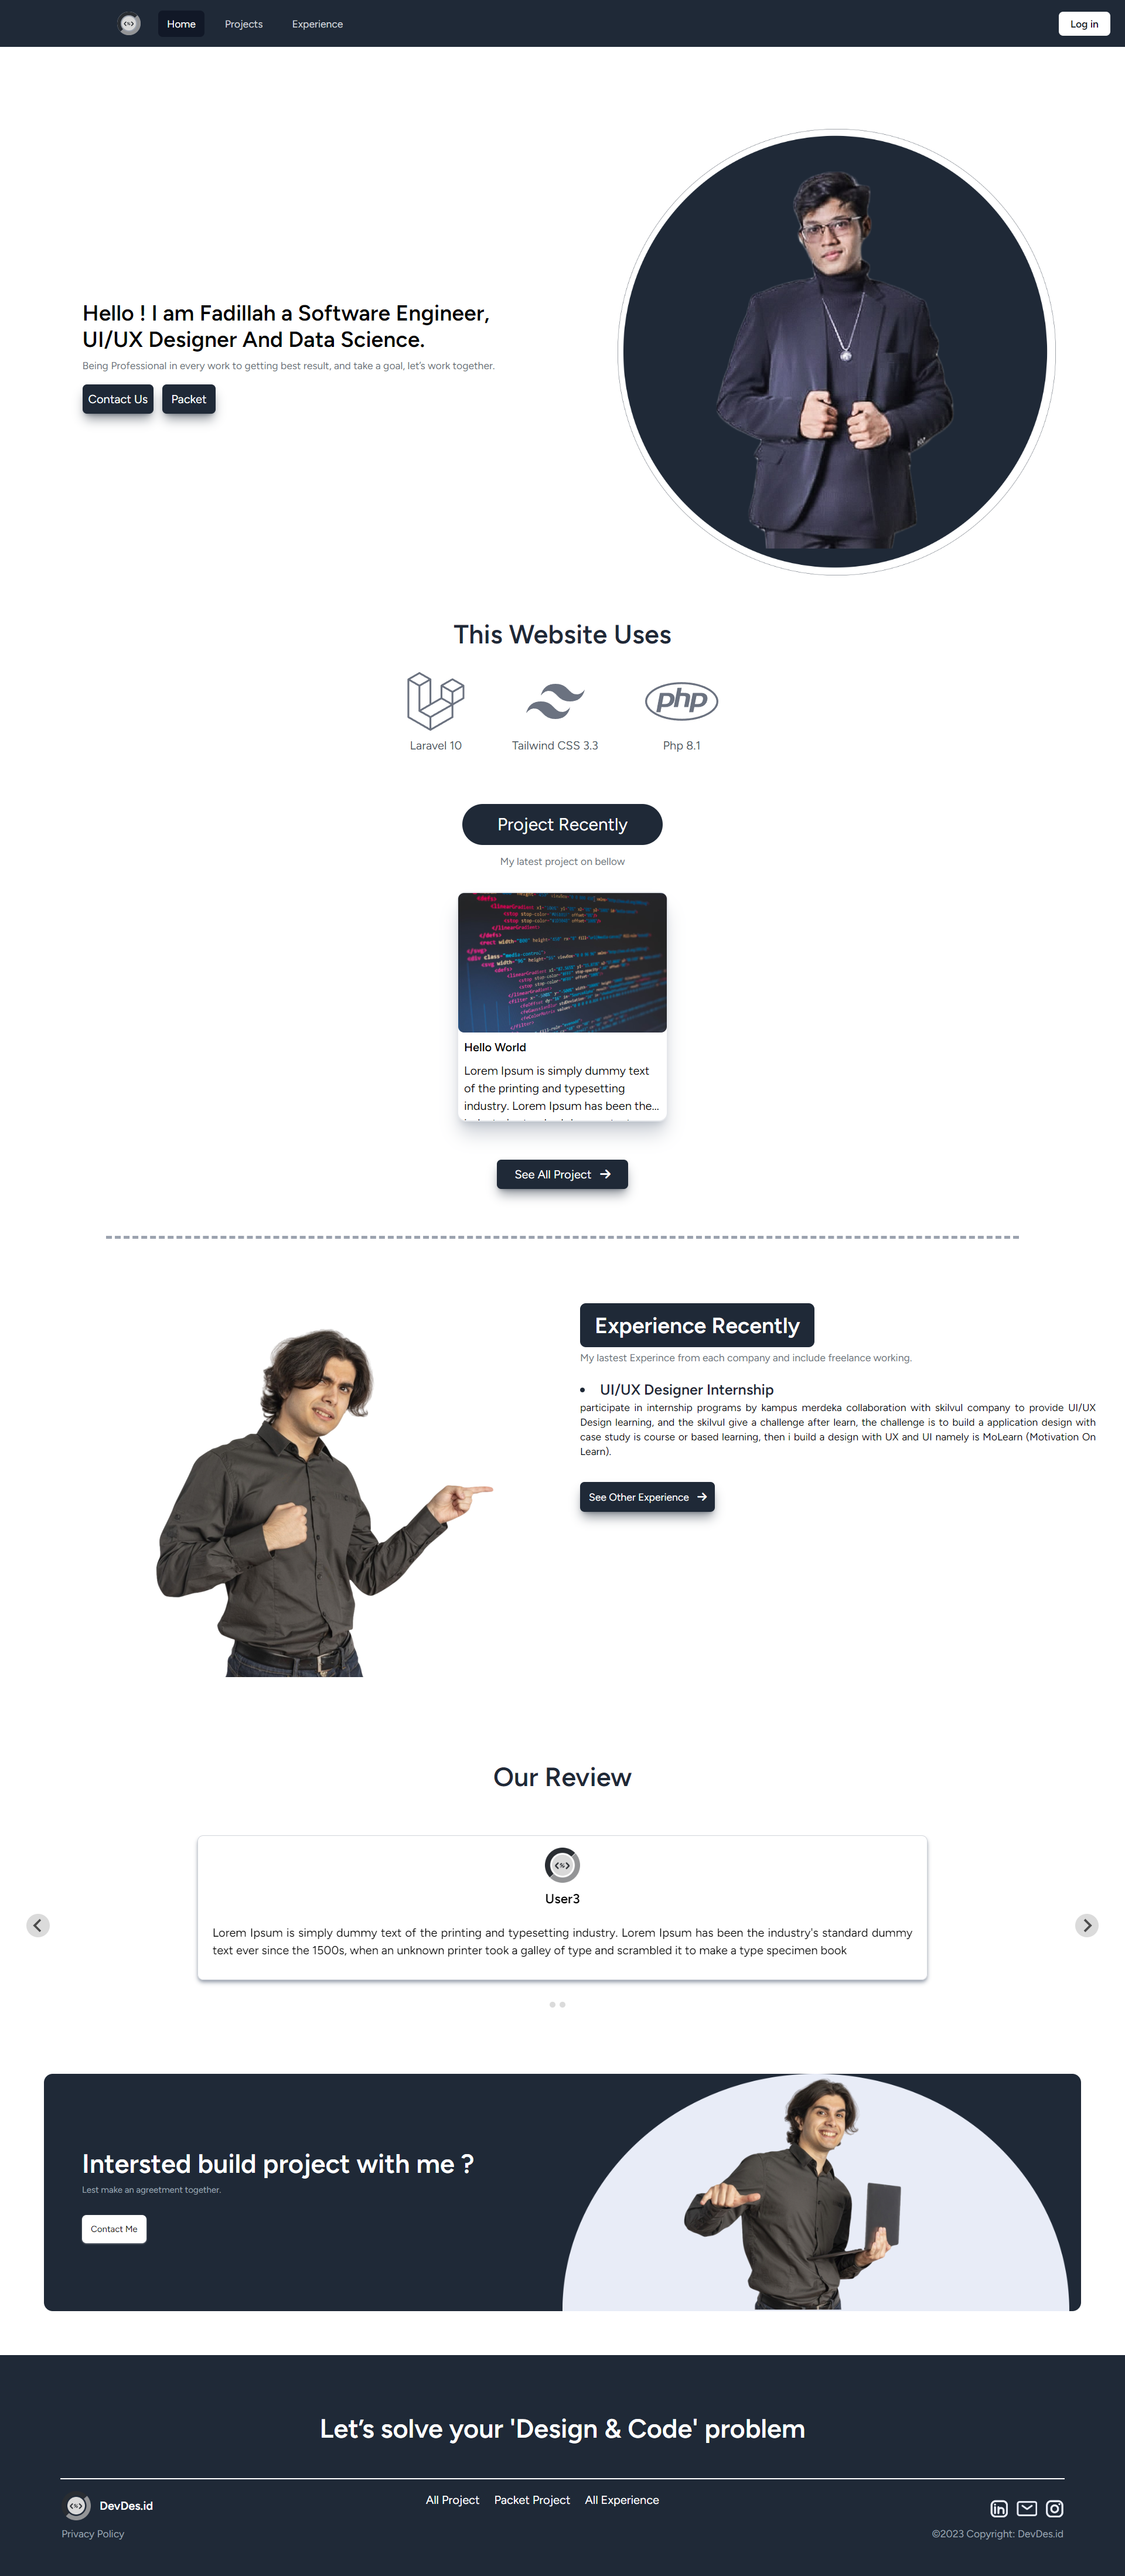 Home
Projects
Experience
Log in
Hello ! I am Fadillah a Software Engineer,
UI/UX Designer And Data Science.
Being Professional in every work to getting best result, and take a goal, let's work together.
Contact Us
Packet
This Website Uses
php
Laravel 10
Tailwind CSS 3.3
Php 8.1
Project Recently
My latest project on bellow
Hello World
Lorem Ipsum is simply dummy text
of the printing and typesetting
industry. Lorem Ipsum has been the...
See All Project
Experience Recently
My lastest Experince from each company and include freelance working.
UI/UX Designer Internship
participate in internship programs by kampus merdeka collaboration with skilvul company to provide UI/UX
Design learning, and the skilvul give a challenge after learn, the challenge is to build a application design with
case study is course or based learning, then i build a design with UX and UI namely is MoLearn (Motivation On
Learn).
See Other Experience
Our Review
User3
Lorem Ipsum is simply dummy text of the printing and typesetting industry. Lorem Ipsum has been the industry's standard dummy
text ever since the 1500s, when an unknown printer took a galley of type and scrambled it to make a type specimen book
Intersted build project with me ?
Lest make an agreetment together.
Contact Me
Let's solve your 'Design & Code' problem
DevDes.id
All Project
Packet Project
All Experience
in
Privacy Policy
©2023 Copyright: DevDes.id